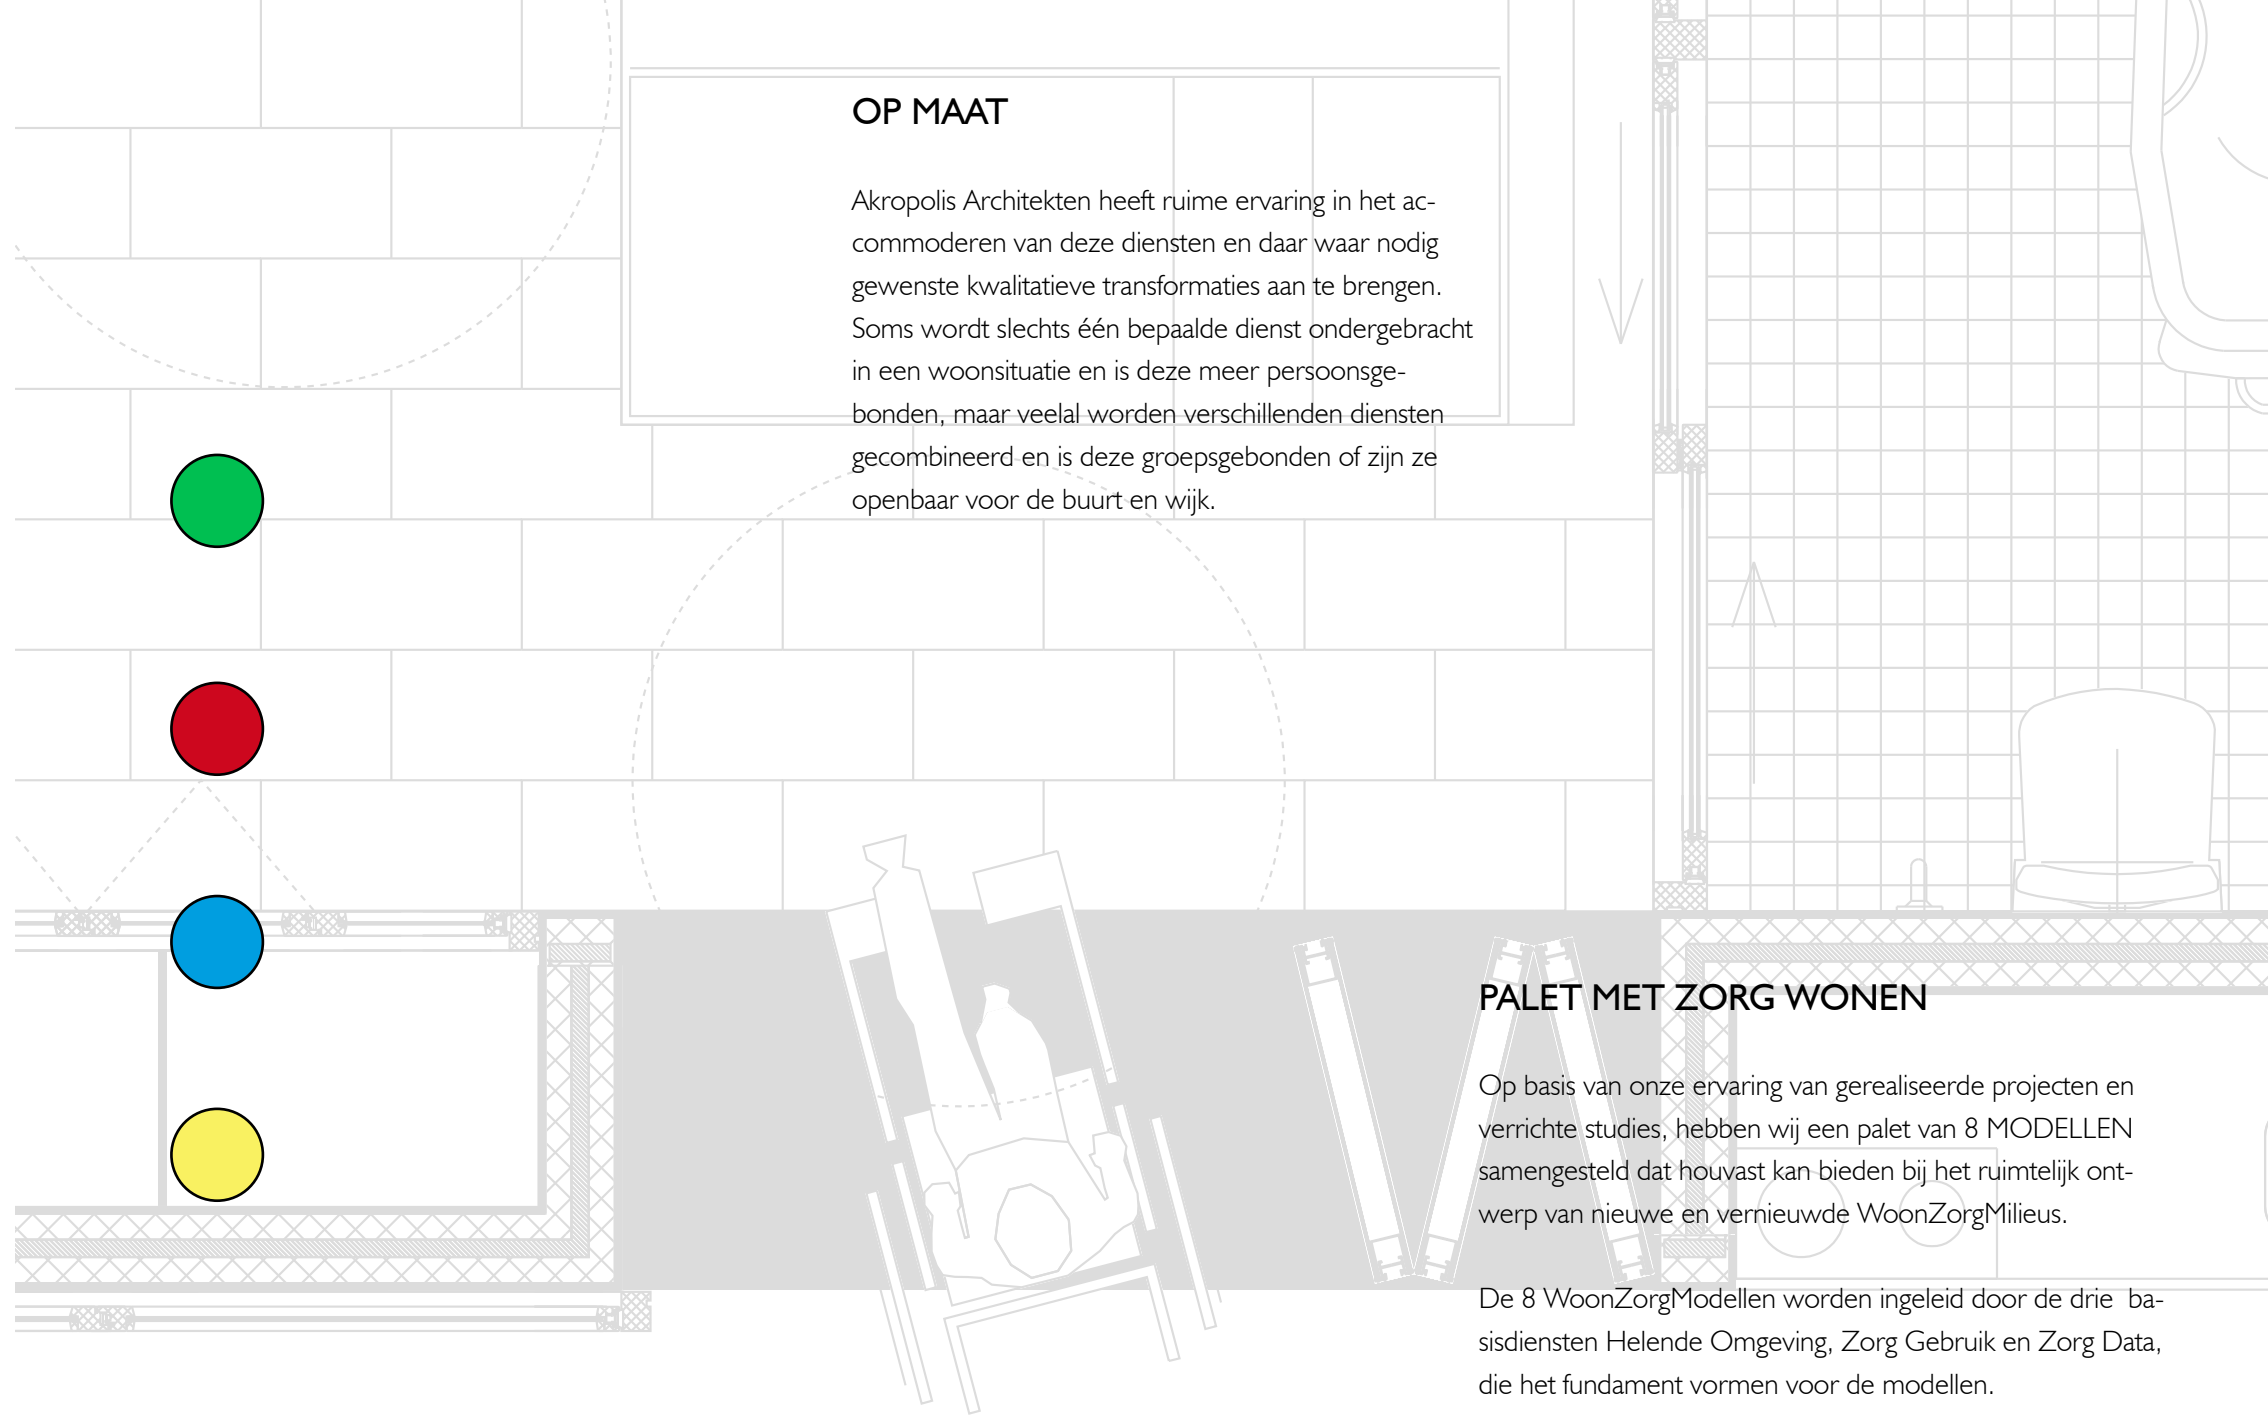 OP MAAT
Akropolis Architekten heeft ruime ervaring in het ac-
commoderen van deze diensten en daar waar nodig
gewenste kwalitatieve transformaties aan te brengen.
Soms wordt slechts één bepaalde dienst ondergebracht
in een woonsituatie en is deze meer persoonsge-
bonden, maar veelal worden verschillenden diensten
gecombineerd en is deze groepsgebonden of zijn ze
openbaar voor de buurt en wijk.
PALET MET ZORG WONEN
Op basis van onze ervaring van gerealiseerde projecten en
verrichte studies, hebben wij een palet van 8 MODELLEN
samengesteld dat houvast kan bieden bij het ruimtelijk ont-
werp van nieuwe en vernieuwde WoonZorgMilieus.
De 8 WoonZorgModellen worden ingeleid door de drie  ba-
sisdiensten Helende Omgeving, Zorg Gebruik en Zorg Data,
die het fundament vormen voor de modellen.